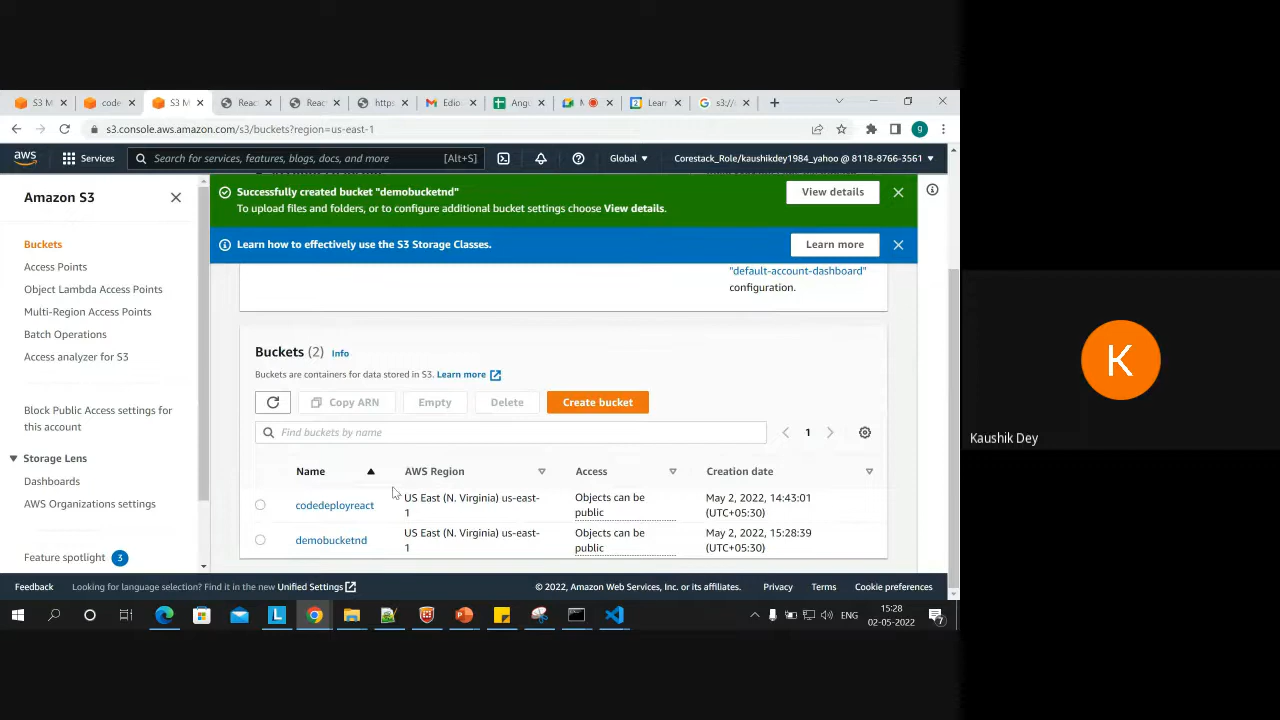 S3 M
code-
S3 M
Reac
Reac
https
Edio
Ang
M
Lear
s3://
s3.console.aws.amazon.com/s3/buckets?region=us-east-1
g
aws
Services
Search for services, features, blogs, docs, and more
[Alt+S]
Global
Corestack_Role/kaushikdey1984_yahoo @ 8118-8766-3561
Amazon S3
Buckets
Access Points
Object Lambda Access Points
Multi-Region Access Points
Batch Operations
Access analyzer for S3
Block Public Access settings for
this account
Storage Lens
Dashboards
AWS Organizations settings
Feature spotlight 3
Successfully created bucket "demobucketnd"
To upload files and folders, or to configure additional bucket settings choose View details.
View details
Learn how to effectively use the S3 Storage Classes.
Learn more
"default-account-dashboard"
configuration.
Buckets (2) Info
Buckets are containers for data stored in S3. Learn more
Copy ARN
Empty
Delete
Create bucket
Find buckets by name
1
Name
AWS Region
Access
Creation date
codedeployreact
US East (N. Virginia) us-east-
1
Objects can be
public
May 2, 2022, 14:43:01
(UTC+05:30)
demobucketnd
US East (N. Virginia) us-east-
1
Objects can be
public
May 2, 2022, 15:28:39
(UTC+05:30)
Feedback
Looking for language selection? Find it in the new Unified Settings
© 2022, Amazon Web Services, Inc. or its affiliates.
Privacy
Terms
Cookie preferences
L
ENG
15:28
02-05-2022
7
K
Kaushik Dey